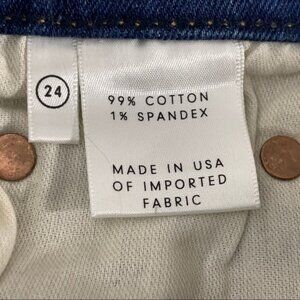 24
99% COTTON
1% SPANDEX
MADE IN USA
OF IMPORTED
FABRIC